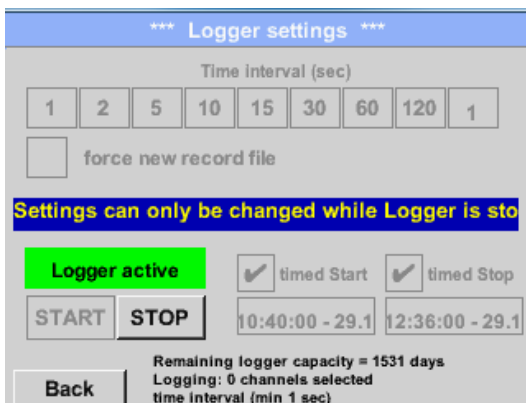 *** Logger settings ***
Time interval (sec)
1 2 5 10 15 30 60 120 1
force new record file
Settings can only be changed while Logger is sto
Logger active
timed Start
timed Stop
START STOP
10:40:00 - 29.1
12:36:00 - 29.1
Remaining logger capacity = 1531 days
Logging: 0 channels selected
time interval (min 1 sec)
Back